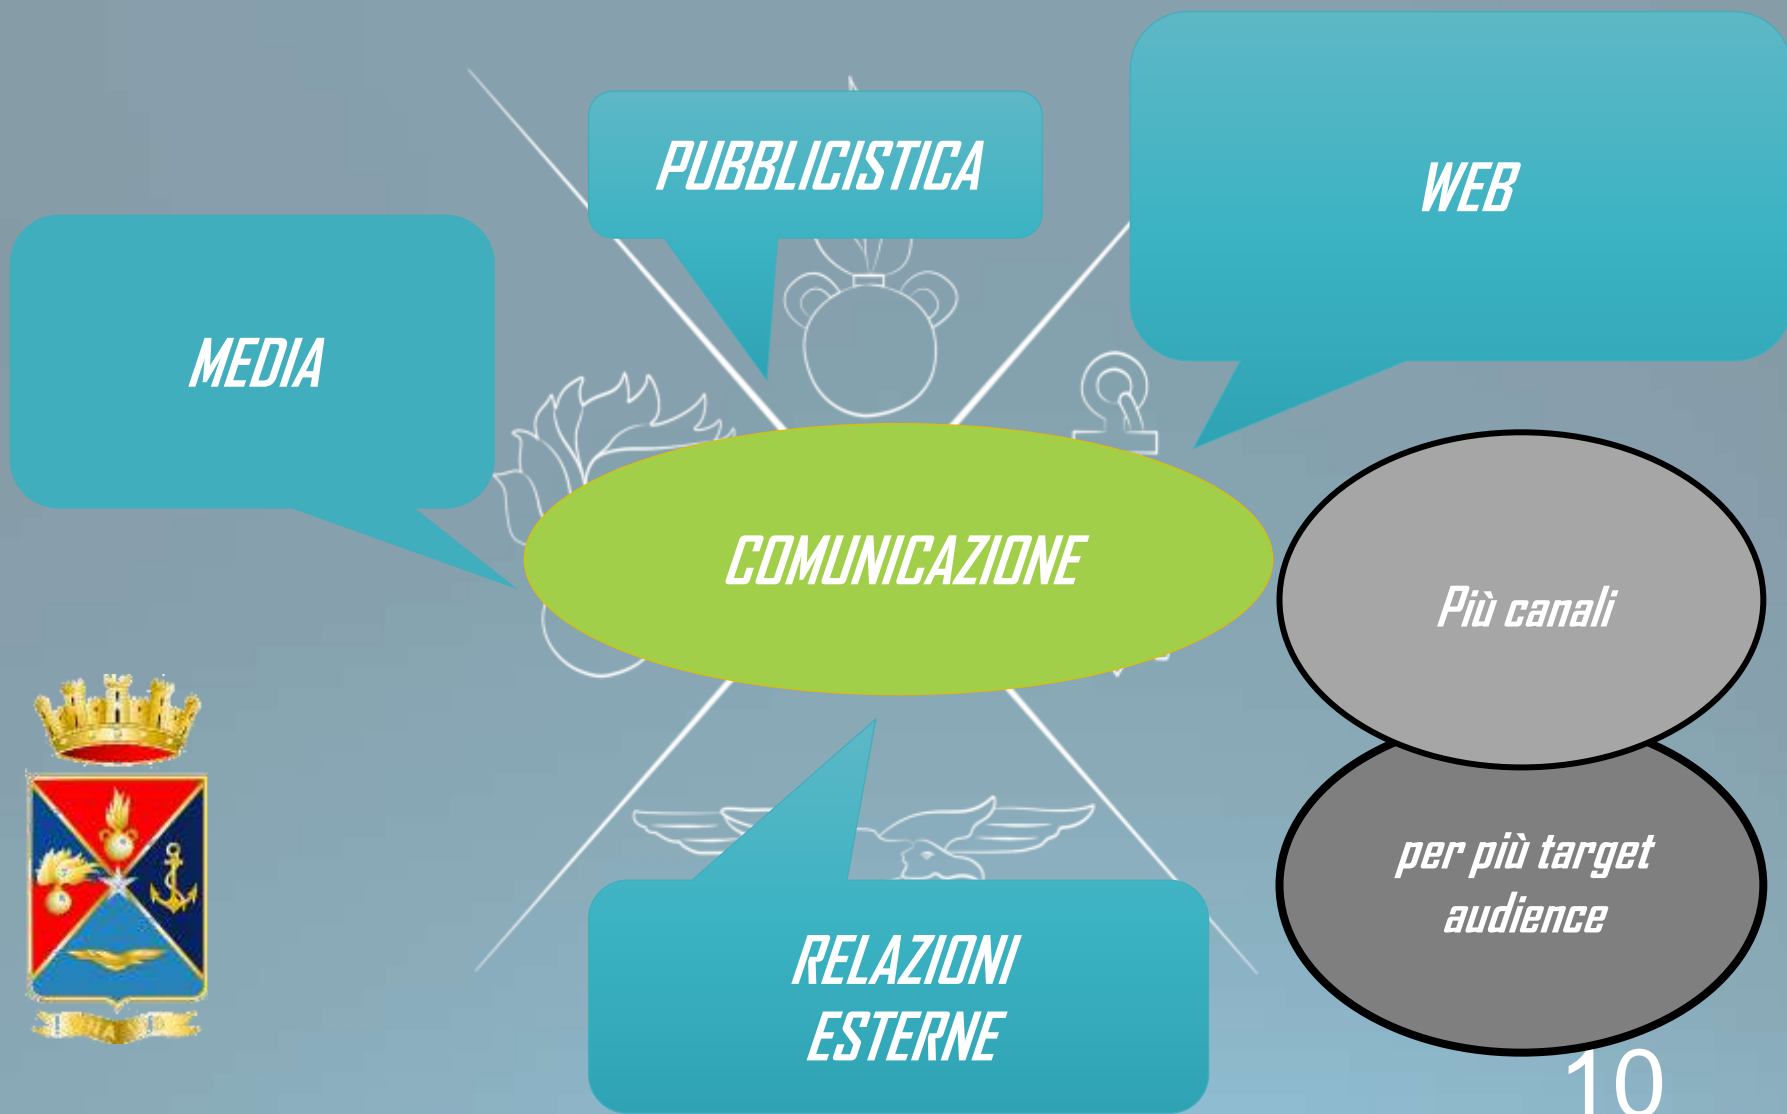 PUBBLICISTICA
WEB
MEDIA
COMUNICAZIONE
Più canali
per più target
audience
RELAZIONI
ESTERNE
10